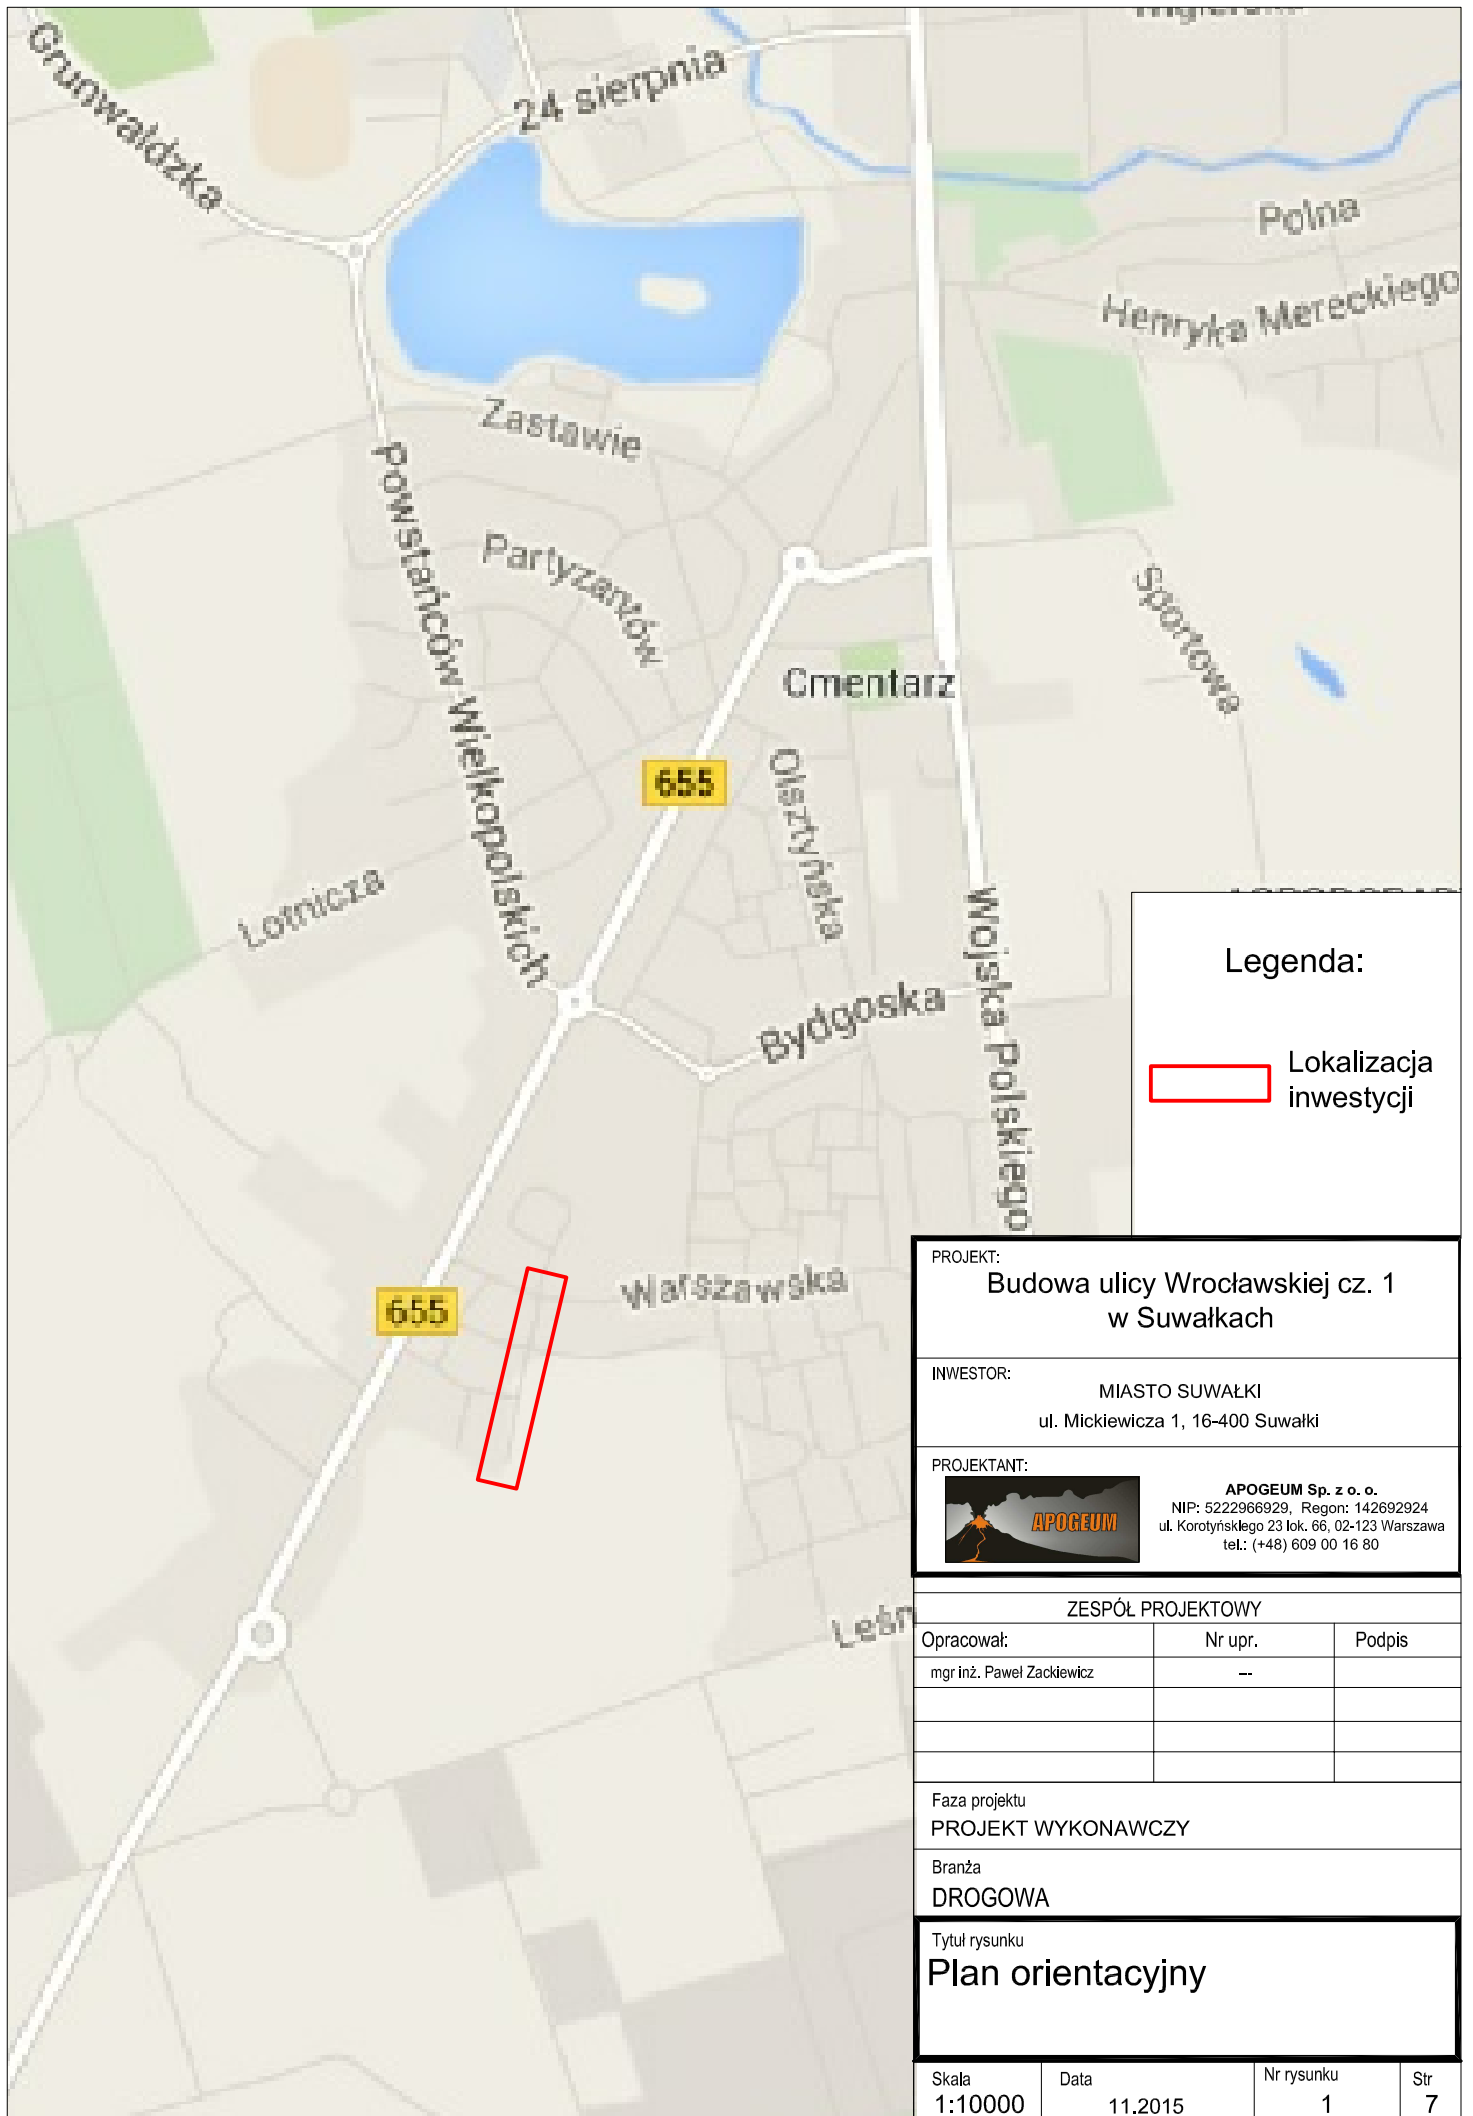 Grunwaldzka
24 sierpnia
Polna
Henryka Mereckiego
Zastawie
Powstańców Wielkopolskich
Partyzantów
Sportowa
Cmentarz
655
Olsztyńska
Lotnicza
Wojska Polskiego
Bydgoska
655
Warszawska
Legenda:
Lokalizacja
inwestycji
PROJEKT:
Budowa ulicy Wrocławskiej cz. 1
w Suwałkach
INWESTOR:
MIASTO SUWAŁKI
ul. Mickiewicza 1, 16-400 Suwałki
PROJEKTANT:
APOGEUM
APOGEUM Sp. z o. o.
NIP: 5222966929, Regon: 142692924
ul. Korotyńskiego 23 lok. 66, 02-123 Warszawa
tel.: (+48) 609 00 16 80
Leśn
ZESPÓŁ PROJEKTOWY
Opracował: Nr upr. Podpis
mgr inż. Paweł Zackiewicz --
Faza projektu
PROJEKT WYKONAWCZY
Branża
DROGOWA
Tytuł rysunku
Plan orientacyjny
Skala Data Nr rysunku Str
1:10000 11.2015 1 7